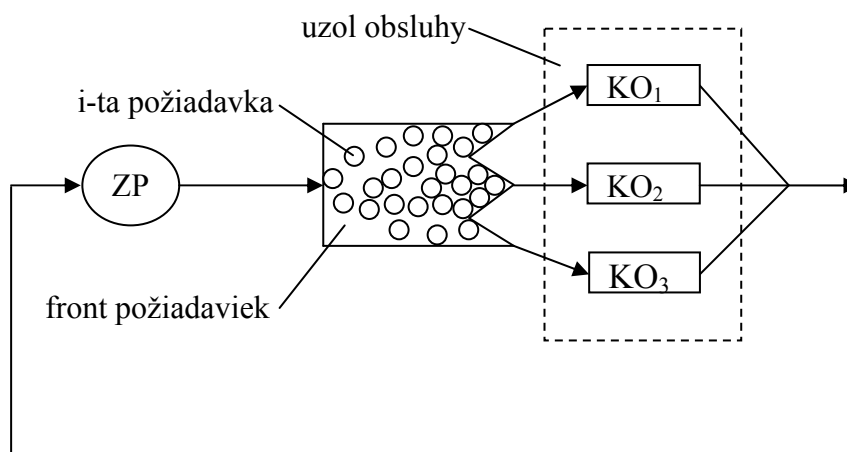 uzol obsluhy
i-ta požiadavka
KO₁
ZP
KO₂
KO₃
front požiadaviek